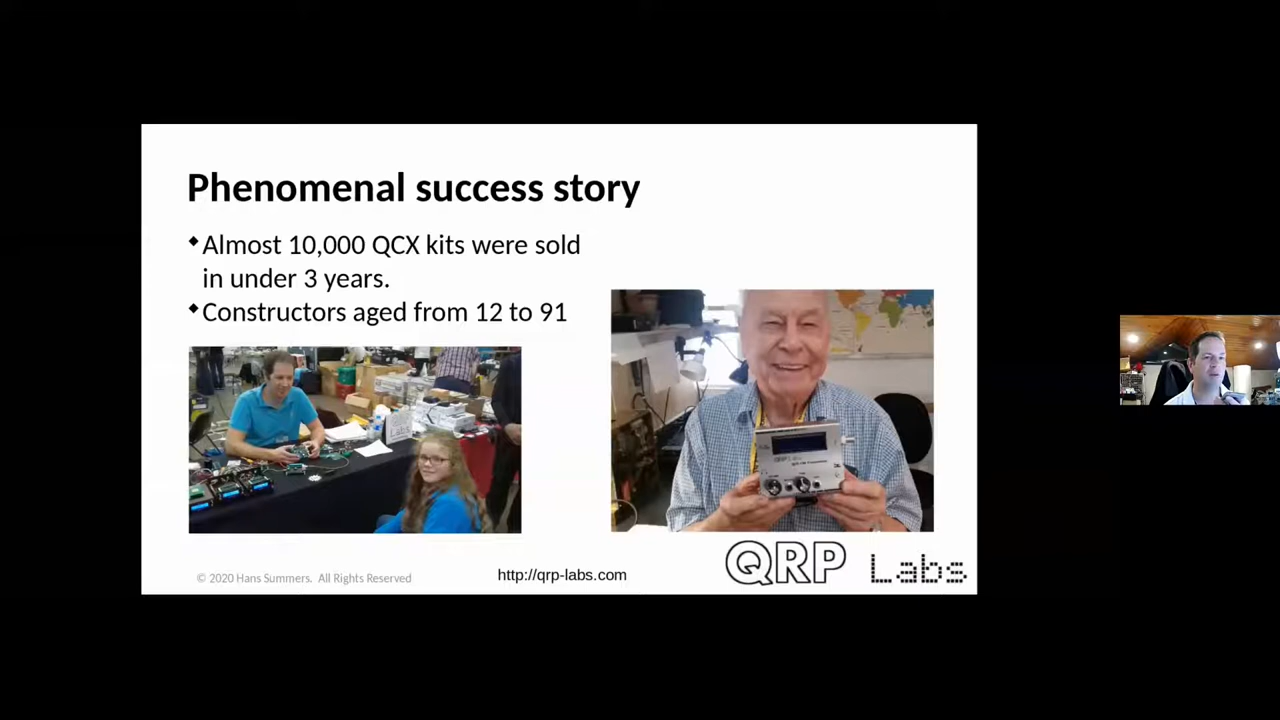 Phenomenal success story
Almost 10,000 QCX kits were sold
in under 3 years.
Constructors aged from 12 to 91
© 2020 Hans Summers. All Rights Reserved
http://qrp-labs.com
QRP Labs